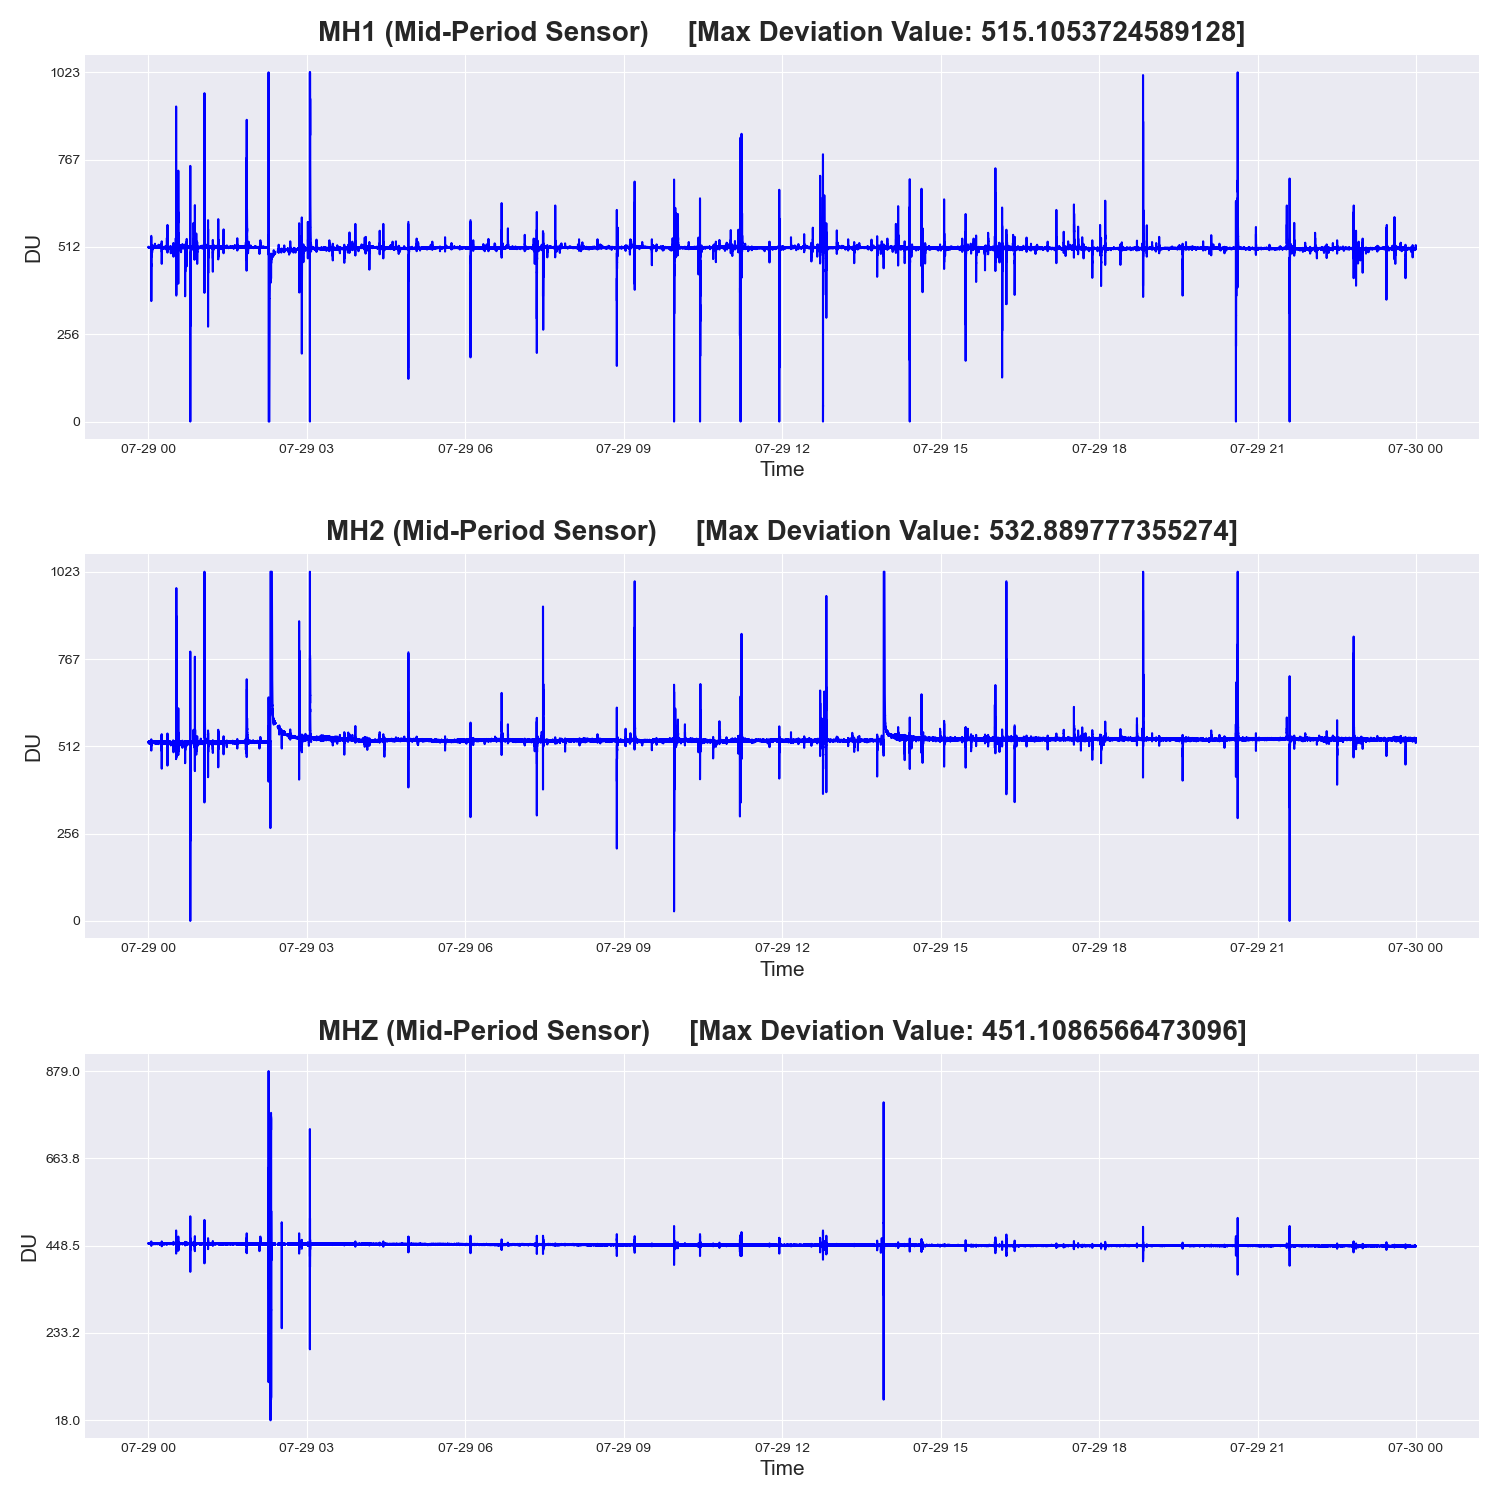 MH1 (Mid-Period Sensor) [Max Deviation Value: 515.1053724589128]
1023
767
512
256
0
DU
07-29 00 07-29 03 07-29 06 07-29 09 07-29 12 07-29 15 07-29 18 07-29 21 07-30 00
Time
MH2 (Mid-Period Sensor) [Max Deviation Value: 532.889777355274]
1023
767
512
256
0
DU
07-29 00 07-29 03 07-29 06 07-29 09 07-29 12 07-29 15 07-29 18 07-29 21 07-30 00
Time
MHZ (Mid-Period Sensor) [Max Deviation Value: 451.1086566473096]
879.0
663.8
448.5
233.2
18.0
DU
07-29 00 07-29 03 07-29 06 07-29 09 07-29 12 07-29 15 07-29 18 07-29 21 07-30 00
Time